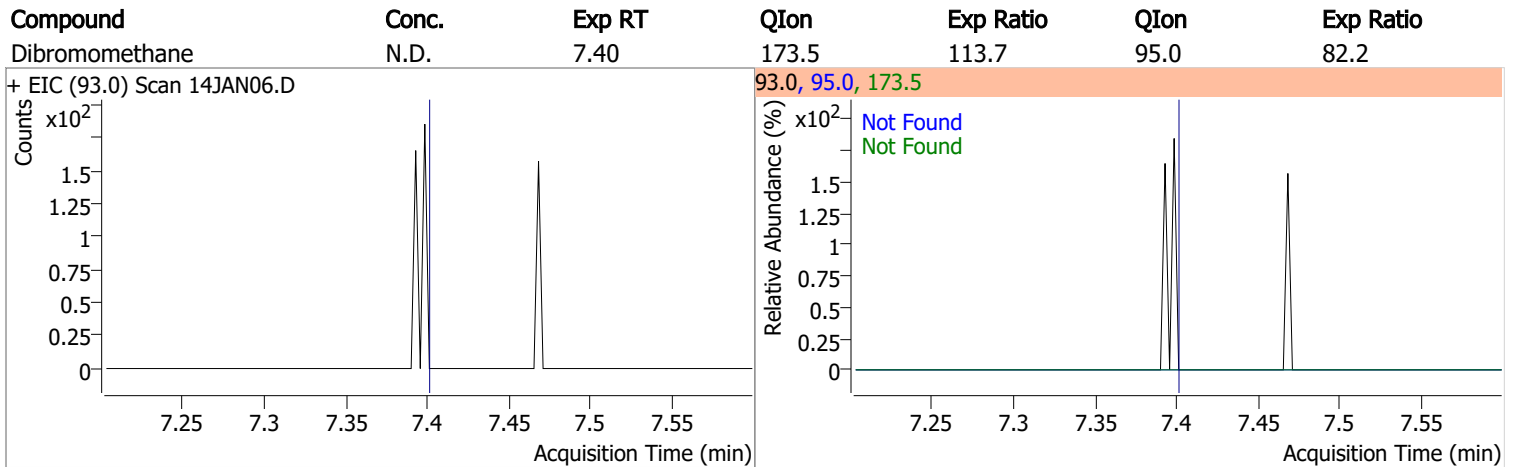 Compound Conc. Exp RT QIon Exp Ratio QIon Exp Ratio
Dibromomethane N.D. 7.40 173.5 113.7 95.0 82.2
+ EIC (93.0) Scan 14JAN06.D
Counts
x10²
1.5
1.25
1
0.75
0.5
0.25
0
7.25 7.3 7.35 7.4 7.45 7.5 7.55
Acquisition Time (min)
93.0, 95.0, 173.5
Relative Abundance (%)
x10²
Not Found
Not Found
1.5
1.25
1
0.75
0.5
0.25
0
7.25 7.3 7.35 7.4 7.45 7.5 7.55
Acquisition Time (min)